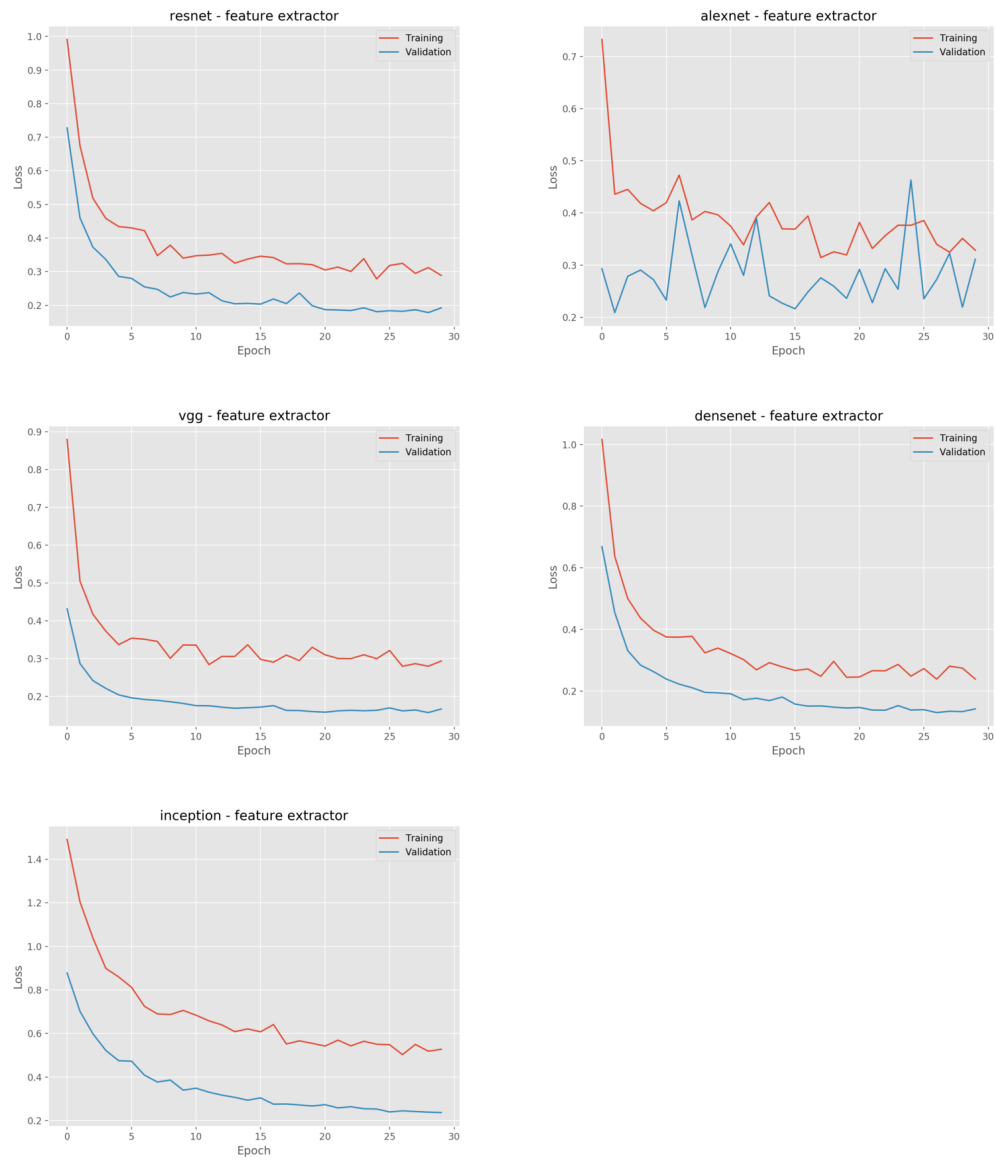 resnet - feature extractor
Training
Validation
1.0
0.9
0.8
0.7
0.6
0.5
0.4
0.3
0.2
Loss
0 5 10 15 20 25 30
Epoch
alexnet - feature extractor
Training
Validation
0.7
0.6
0.5
0.4
0.3
0.2
Loss
0 5 10 15 20 25 30
Epoch
vgg - feature extractor
Training
Validation
0.9
0.8
0.7
0.6
0.5
0.4
0.3
0.2
Loss
0 5 10 15 20 25 30
Epoch
densenet - feature extractor
Training
Validation
1.0
0.8
0.6
0.4
0.2
Loss
0 5 10 15 20 25 30
Epoch
inception - feature extractor
Training
Validation
1.4
1.2
1.0
0.8
0.6
0.4
0.2
Loss
0 5 10 15 20 25 30
Epoch